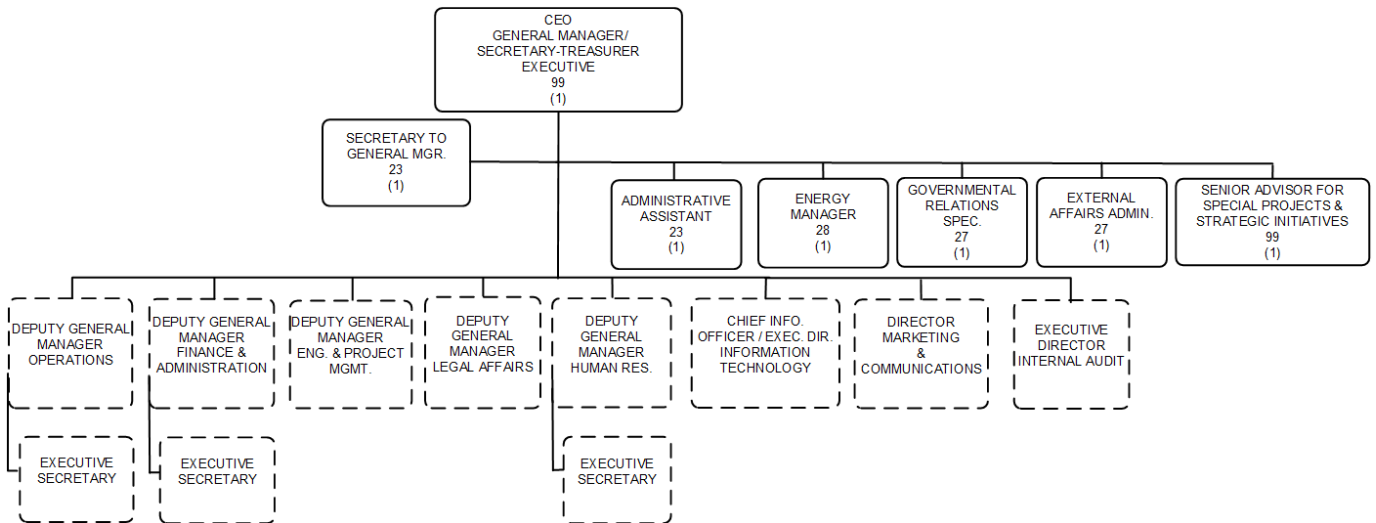 CEO
GENERAL MANAGER/
SECRETARY-TREASURER
EXECUTIVE
99
(1)
SECRETARY TO
GENERAL MGR.
23
(1)
ADMINISTRATIVE
ASSISTANT
23
(1)
ENERGY
MANAGER
28
(1)
GOVERNMENTAL
RELATIONS
SPEC.
27
(1)
EXTERNAL
AFFAIRS ADMIN.
27
(1)
SENIOR ADVISOR FOR
SPECIAL PROJECTS &
STRATEGIC INITIATIVES
99
(1)
DEPUTY GENERAL
MANAGER
OPERATIONS
DEPUTY GENERAL
MANAGER
FINANCE &
ADMINISTRATION
DEPUTY GENERAL
MANAGER
ENG. & PROJECT
MGMT.
DEPUTY
GENERAL
MANAGER
LEGAL AFFAIRS
DEPUTY
GENERAL
MANAGER
HUMAN RES.
CHIEF INFO.
OFFICER / EXEC. DIR.
INFORMATION
TECHNOLOGY
DIRECTOR
MARKETING
&
COMMUNICATIONS
EXECUTIVE
DIRECTOR
INTERNAL AUDIT
EXECUTIVE
SECRETARY
EXECUTIVE
SECRETARY
EXECUTIVE
SECRETARY